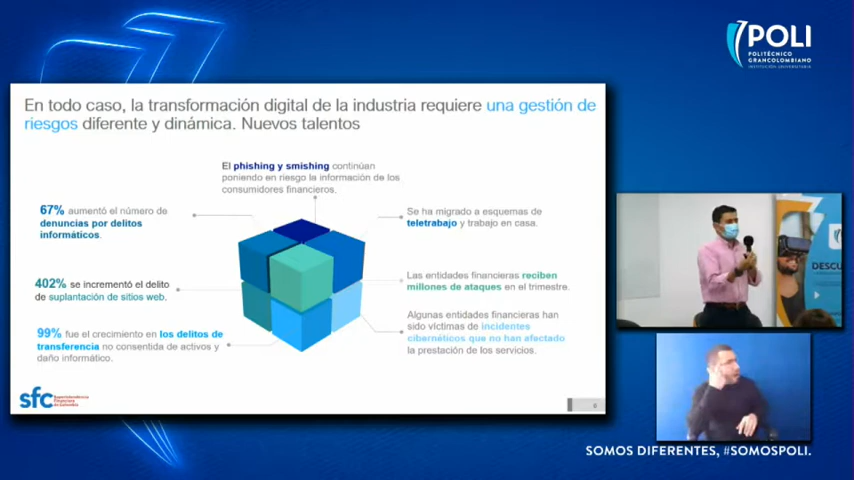 POLI
POLITÉCNICO
GRANCOLOMBIANO
INSTITUCIÓN UNIVERSITARIA
En todo caso, la transformación digital de la industria requiere una gestión de
riesgos diferente y dinámica. Nuevos talentos
El phishing y smishing continúan
poniendo en riesgo la información de los
consumidores financieros.
67% aumentó el número de
denuncias por delitos
informáticos.
Se ha migrado a esquemas de
teletrabajo y trabajo en casa.
402% se incrementó el delito
de suplantación de sitios web.
Las entidades financieras reciben
millones de ataques en el trimestre.
99% fue el crecimiento en los delitos de
transferencia no consentida de activos y
daño informático.
Algunas entidades financieras han
sido víctimas de incidentes
cibernéticos que no han afectado
la prestación de los servicios.
sfc Superintendencia
Financiera
de Colombia
DESCU
SOMOS DIFERENTES, #SOMOSPOLI.